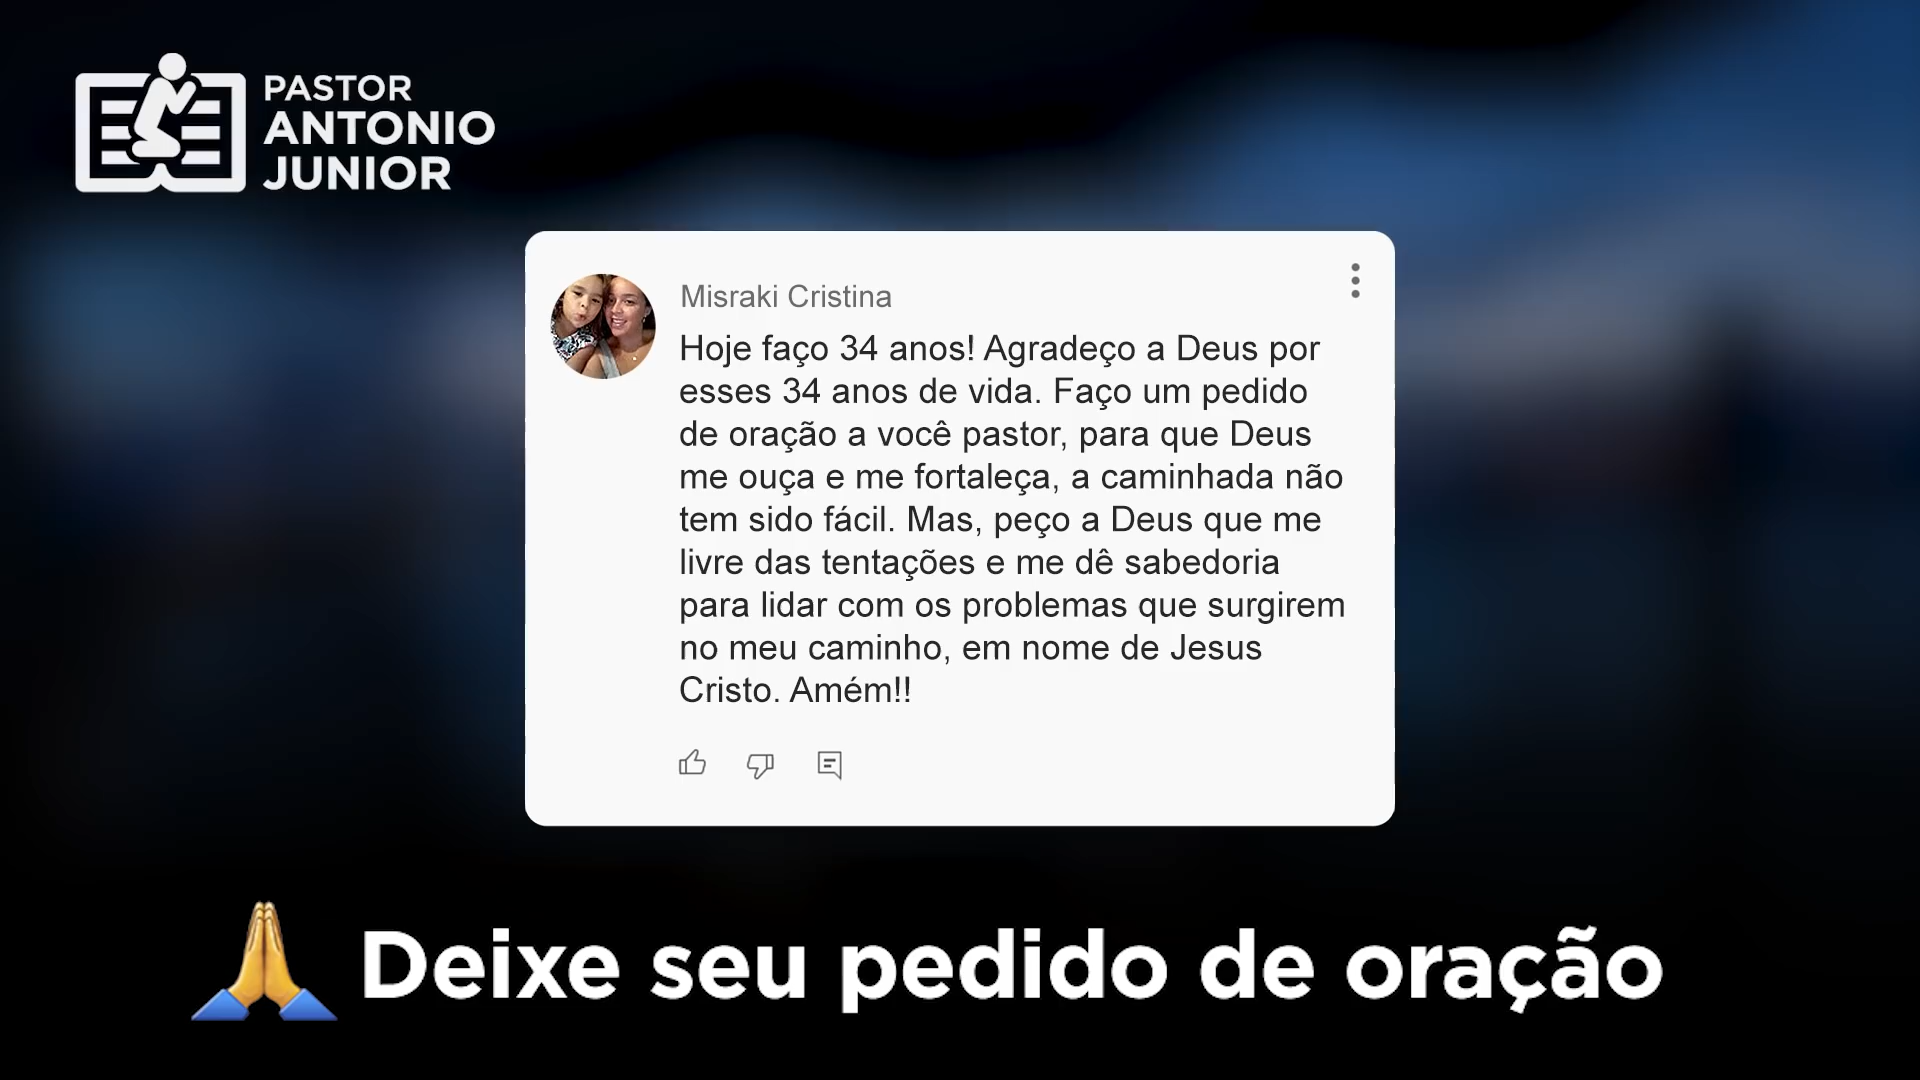 PASTOR
ANTONIO
JUNIOR
Misraki Cristina
Hoje faço 34 anos! Agradeço a Deus por
esses 34 anos de vida. Faço um pedido
de oração a você pastor, para que Deus
me ouça e me fortaleça, a caminhada não
tem sido fácil. Mas, peço a Deus que me
livre das tentações e me dê sabedoria
para lidar com os problemas que surgirem
no meu caminho, em nome de Jesus
Cristo. Amém!!
Deixe seu pedido de oração